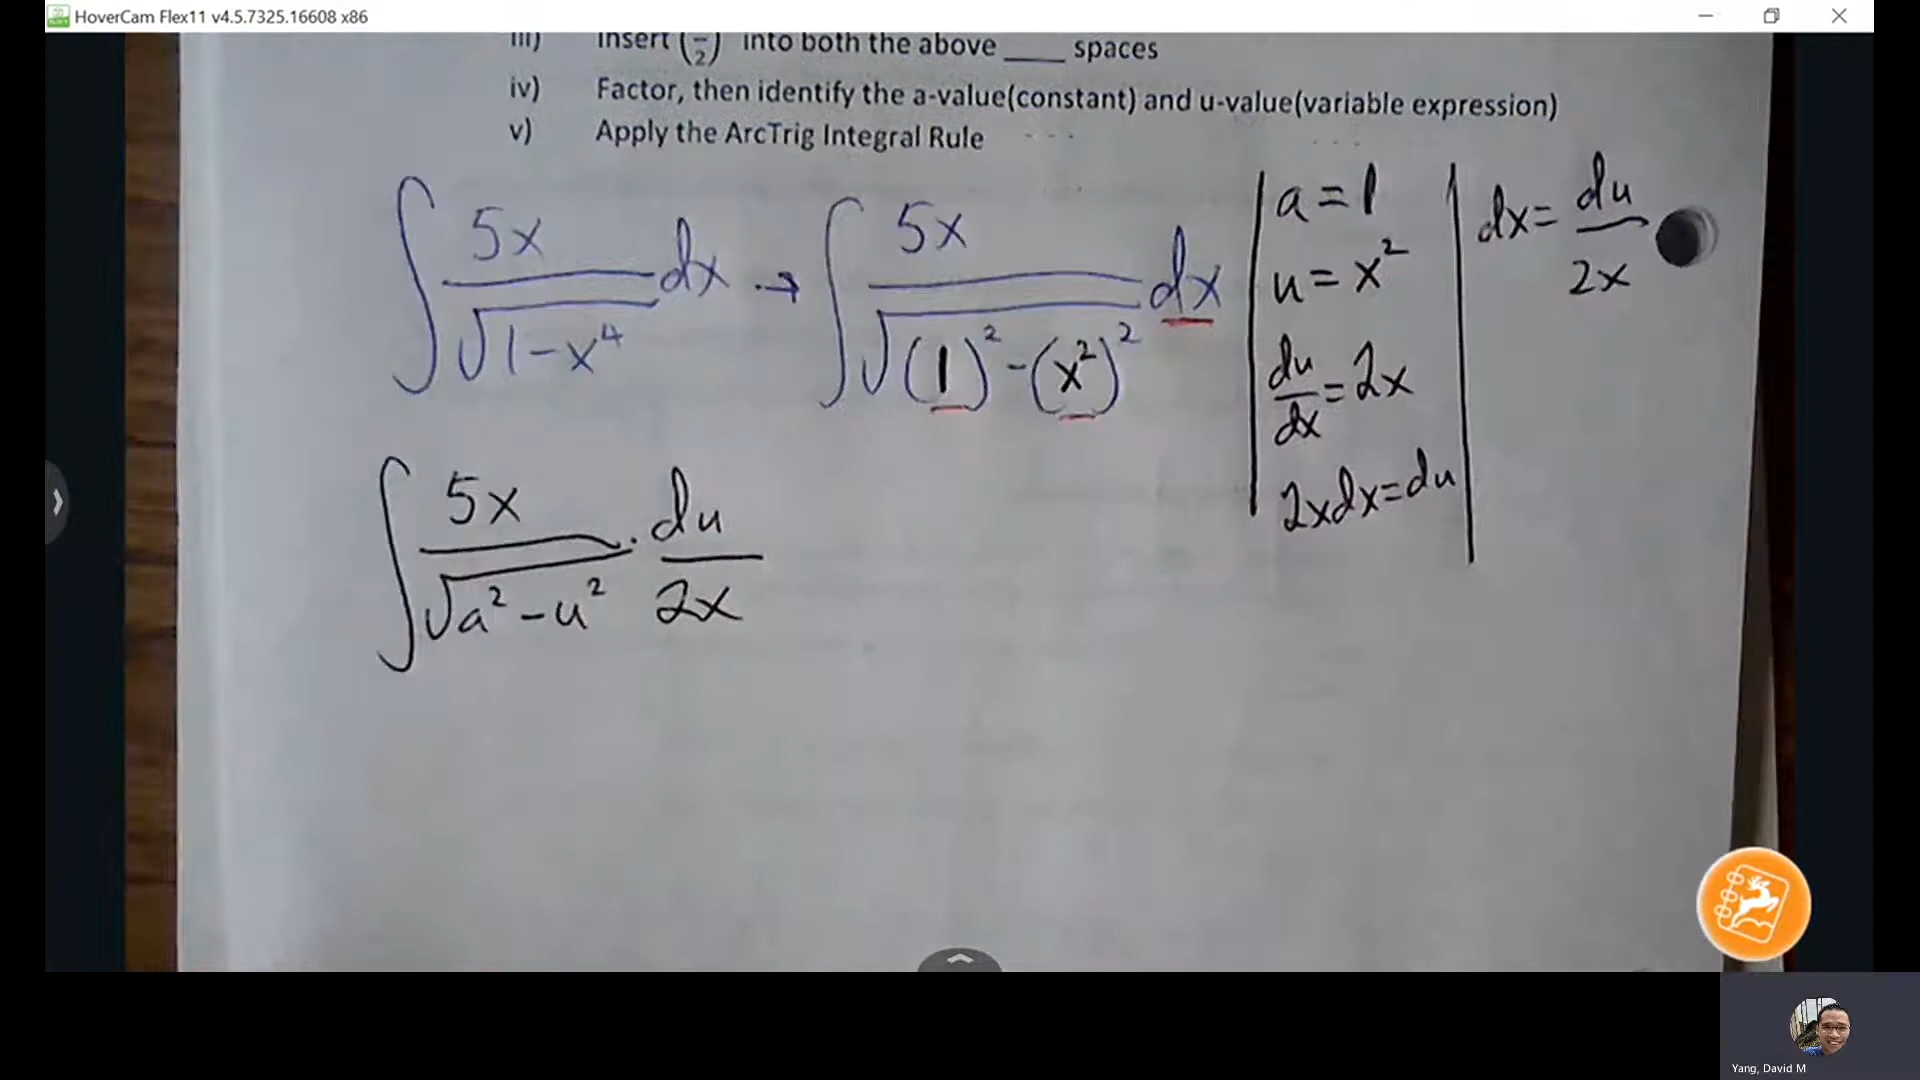 HoverCam Flex11 v4.5.7325.16608 x86
iii) Insert (–/2)² into both the above ____ spaces
iv) Factor, then identify the a-value(constant) and u-value(variable expression)
v) Apply the ArcTrig Integral Rule
∫ 5x/√(1-x⁴) dx → ∫ 5x/√((1)²-(x²)²) dx
a=1
u=x²
du/dx=2x
2xdx=du
dx=du/2x
∫ 5x/√(a²-u²) · du/2x
Yang, David M